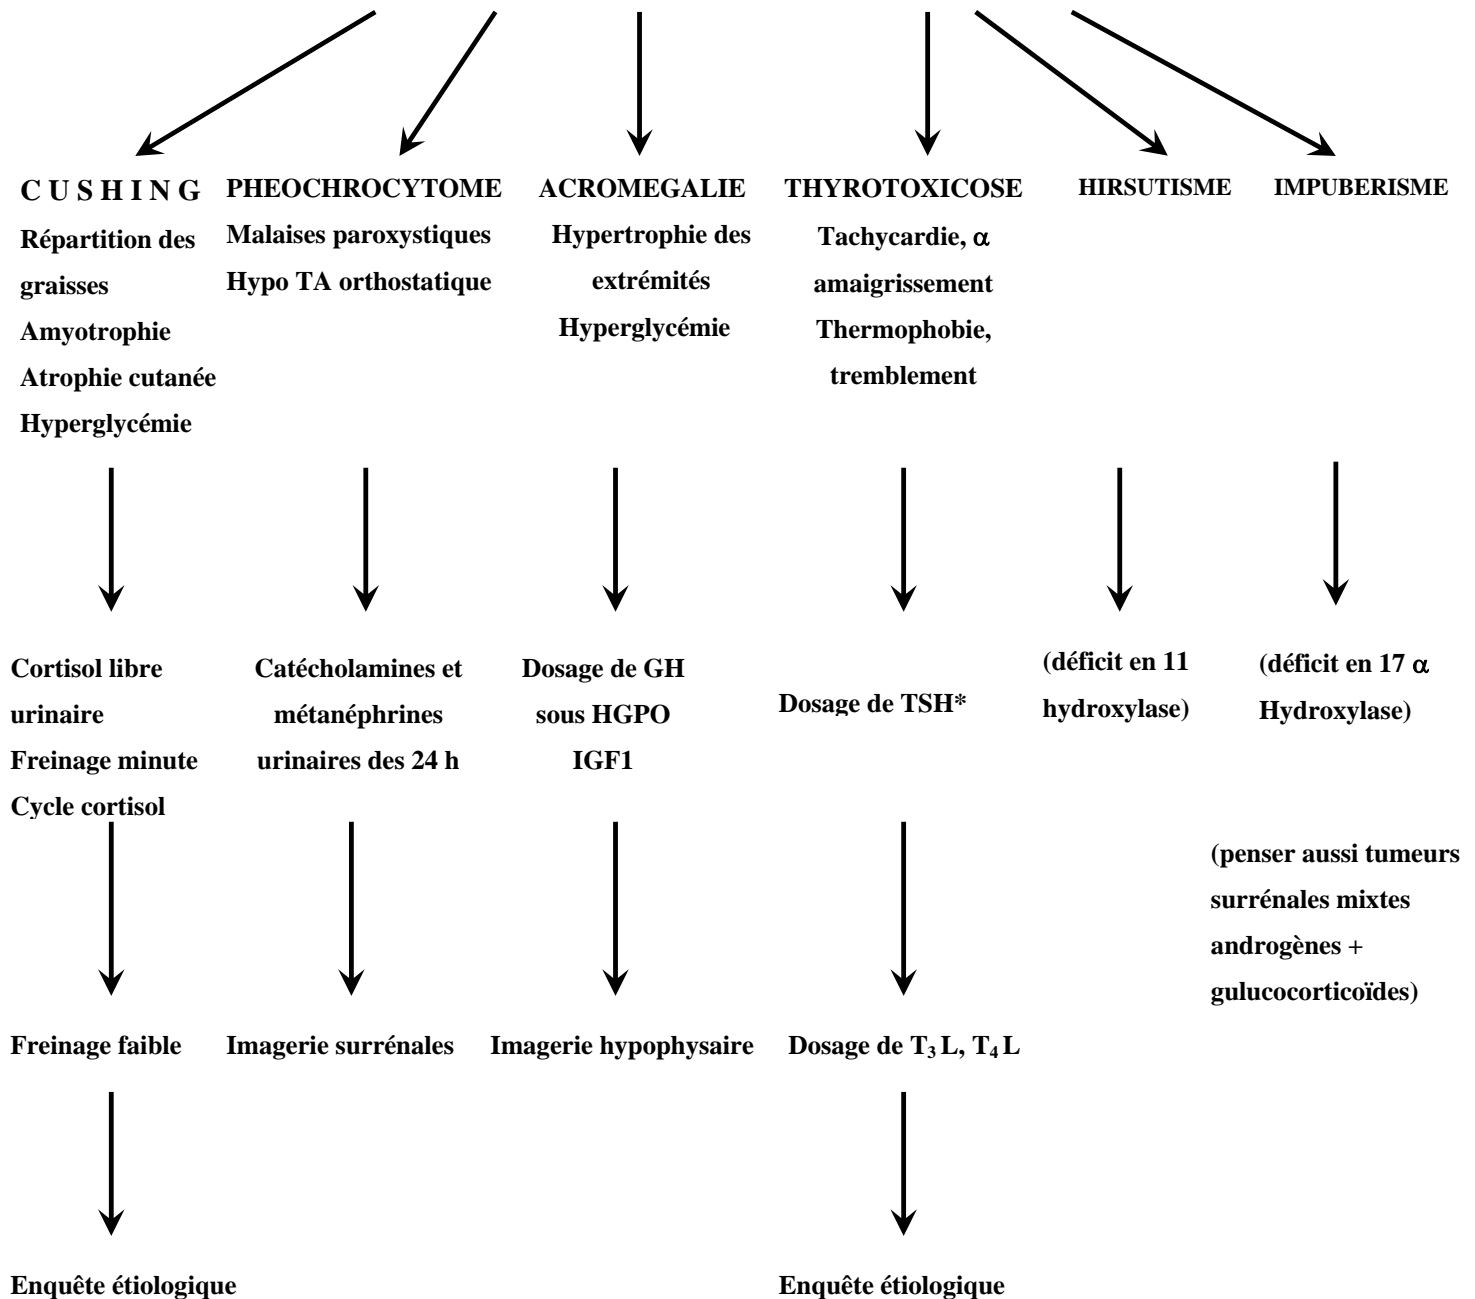 C U S H I N G
Répartition des
graisses
Amyotrophie
Atrophie cutanée
Hyperglycémie
PHEOCHROCYTOME
Malaises paroxystiques
Hypo TA orthostatique
ACROMEGALIE
Hypertrophie des
extrémités
Hyperglycémie
THYROTOXICOSE
Tachycardie, α
amaigrissement
Thermophobie,
tremblement
HIRSUTISME
IMPUBERISME
Cortisol libre
urinaire
Freinage minute
Cycle cortisol
Catécholamines et
métanéphrines
urinaires des 24 h
Dosage de GH
sous HGPO
IGF1
Dosage de TSH*
(déficit en 11
hydroxylase)
(déficit en 17 α
Hydroxylase)
(penser aussi tumeurs
surrénales mixtes
androgènes +
gulucocorticoïdes)
Freinage faible
Imagerie surrénales
Imagerie hypophysaire
Dosage de T₃ L, T₄ L
Enquête étiologique
Enquête étiologique